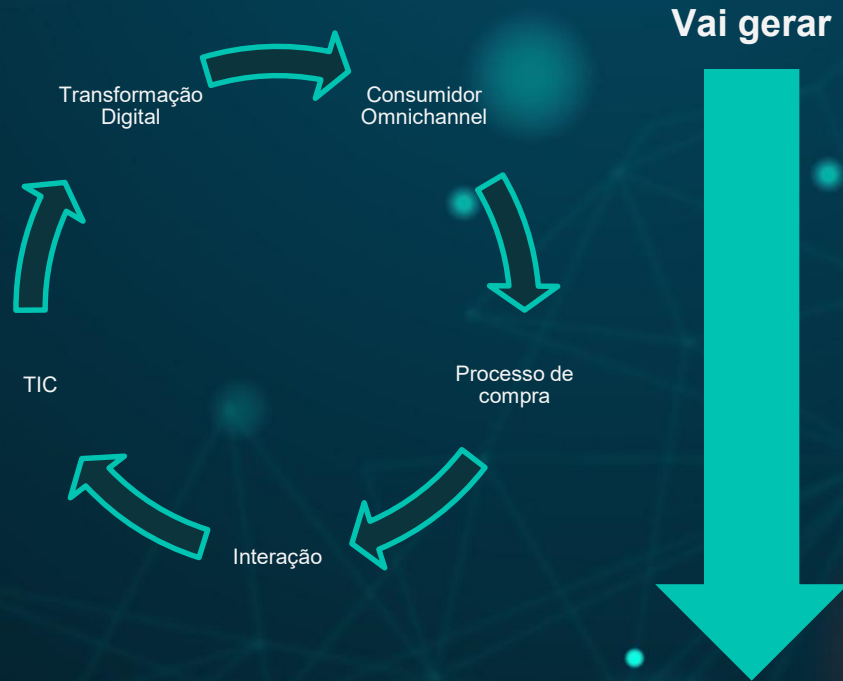 Vai gerar
Transformação
Digital
Consumidor
Omnichannel
Processo de
compra
Interação
TIC